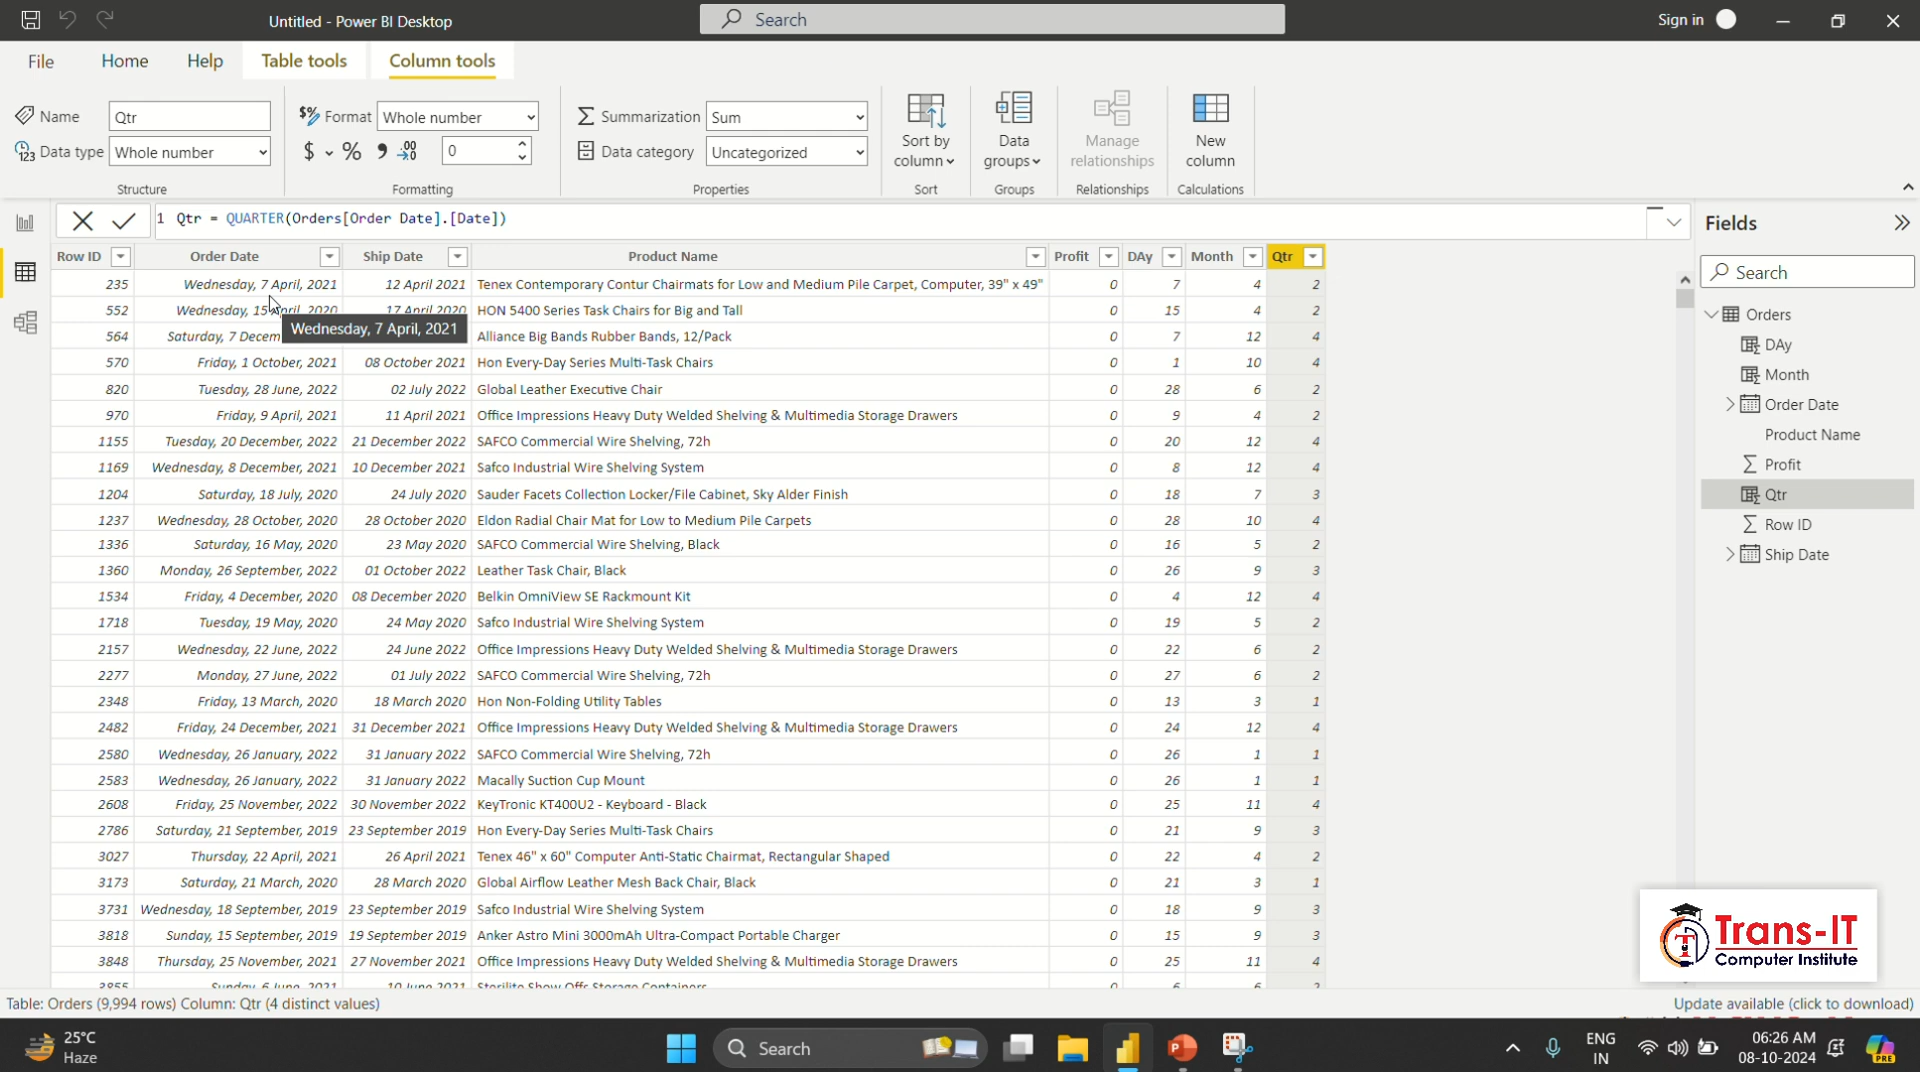 Untitled - Power BI Desktop
Search
Sign in
File Home Help Table tools Column tools
Name Qtr
Data type Whole number
Structure
Format Whole number
$ % 0
Formatting
Summarization Sum
Data category Uncategorized
Properties
Sort by column
Sort
Data groups
Groups
Manage relationships
Relationships
New column
Calculations
1 Qtr = QUARTER(Orders[Order Date].[Date])
Row ID Order Date Ship Date Product Name Profit DAy Month Qtr
235 Wednesday, 7 April, 2021 12 April 2021 Tenex Contemporary Contur Chairmats for Low and Medium Pile Carpet, Computer, 39" x 49" 0 7 4 2
552 Wednesday, 15 April, 2020 17 April 2020 HON 5400 Series Task Chairs for Big and Tall 0 15 4 2
Wednesday, 7 April, 2021
564 Saturday, 7 Decem Alliance Big Bands Rubber Bands, 12/Pack 0 7 12 4
570 Friday, 1 October, 2021 08 October 2021 Hon Every-Day Series Multi-Task Chairs 0 1 10 4
820 Tuesday, 28 June, 2022 02 July 2022 Global Leather Executive Chair 0 28 6 2
970 Friday, 9 April, 2021 11 April 2021 Office Impressions Heavy Duty Welded Shelving & Multimedia Storage Drawers 0 9 4 2
1155 Tuesday, 20 December, 2022 21 December 2022 SAFCO Commercial Wire Shelving, 72h 0 20 12 4
1169 Wednesday, 8 December, 2021 10 December 2021 Safco Industrial Wire Shelving System 0 8 12 4
1204 Saturday, 18 July, 2020 24 July 2020 Sauder Facets Collection Locker/File Cabinet, Sky Alder Finish 0 18 7 3
1237 Wednesday, 28 October, 2020 28 October 2020 Eldon Radial Chair Mat for Low to Medium Pile Carpets 0 28 10 4
1336 Saturday, 16 May, 2020 23 May 2020 SAFCO Commercial Wire Shelving, Black 0 16 5 2
1360 Monday, 26 September, 2022 01 October 2022 Leather Task Chair, Black 0 26 9 3
1534 Friday, 4 December, 2020 08 December 2020 Belkin OmniView SE Rackmount Kit 0 4 12 4
1718 Tuesday, 19 May, 2020 24 May 2020 Safco Industrial Wire Shelving System 0 19 5 2
2157 Wednesday, 22 June, 2022 24 June 2022 Office Impressions Heavy Duty Welded Shelving & Multimedia Storage Drawers 0 22 6 2
2277 Monday, 27 June, 2022 01 July 2022 SAFCO Commercial Wire Shelving, 72h 0 27 6 2
2348 Friday, 13 March, 2020 18 March 2020 Hon Non-Folding Utility Tables 0 13 3 1
2482 Friday, 24 December, 2021 31 December 2021 Office Impressions Heavy Duty Welded Shelving & Multimedia Storage Drawers 0 24 12 4
2580 Wednesday, 26 January, 2022 31 January 2022 SAFCO Commercial Wire Shelving, 72h 0 26 1 1
2583 Wednesday, 26 January, 2022 31 January 2022 Macally Suction Cup Mount 0 26 1 1
2608 Friday, 25 November, 2022 30 November 2022 KeyTronic KT400U2 - Keyboard - Black 0 25 11 4
2786 Saturday, 21 September, 2019 23 September 2019 Hon Every-Day Series Multi-Task Chairs 0 21 9 3
3027 Thursday, 22 April, 2021 26 April 2021 Tenex 46" x 60" Computer Anti-Static Chairmat, Rectangular Shaped 0 22 4 2
3173 Saturday, 21 March, 2020 28 March 2020 Global Airflow Leather Mesh Back Chair, Black 0 21 3 1
3731 Wednesday, 18 September, 2019 23 September 2019 Safco Industrial Wire Shelving System 0 18 9 3
3818 Sunday, 15 September, 2019 19 September 2019 Anker Astro Mini 3000mAh Ultra-Compact Portable Charger 0 15 9 3
3848 Thursday, 25 November, 2021 27 November 2021 Office Impressions Heavy Duty Welded Shelving & Multimedia Storage Drawers 0 25 11 4
3855 Sunday, 6 June, 2021 10 June 2021 Sterilite Show Offs Storage Containers 0 6 6 2
Fields
Search
Orders
DAy
Month
Order Date
Product Name
Profit
Qtr
Row ID
Ship Date
Trans-IT
Computer Institute
Table: Orders (9,994 rows) Column: Qtr (4 distinct values)
Update available (click to download)
25°C
Haze
Search
ENG
IN
06:26 AM
08-10-2024
PRE